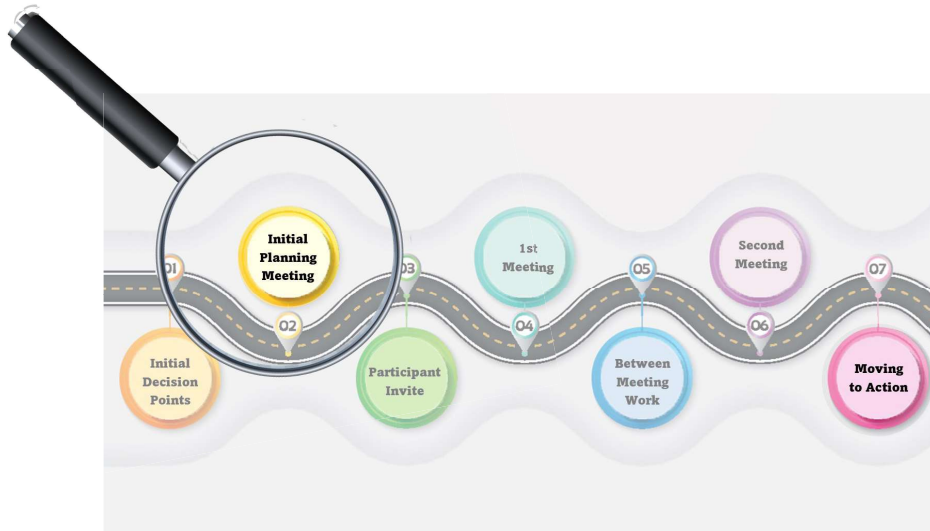 01
Initial
Decision
Points
Initial
Planning
Meeting
02
03
Participant
Invite
1st
Meeting
04
05
Between
Meeting
Work
Second
Meeting
06
07
Moving
to Action